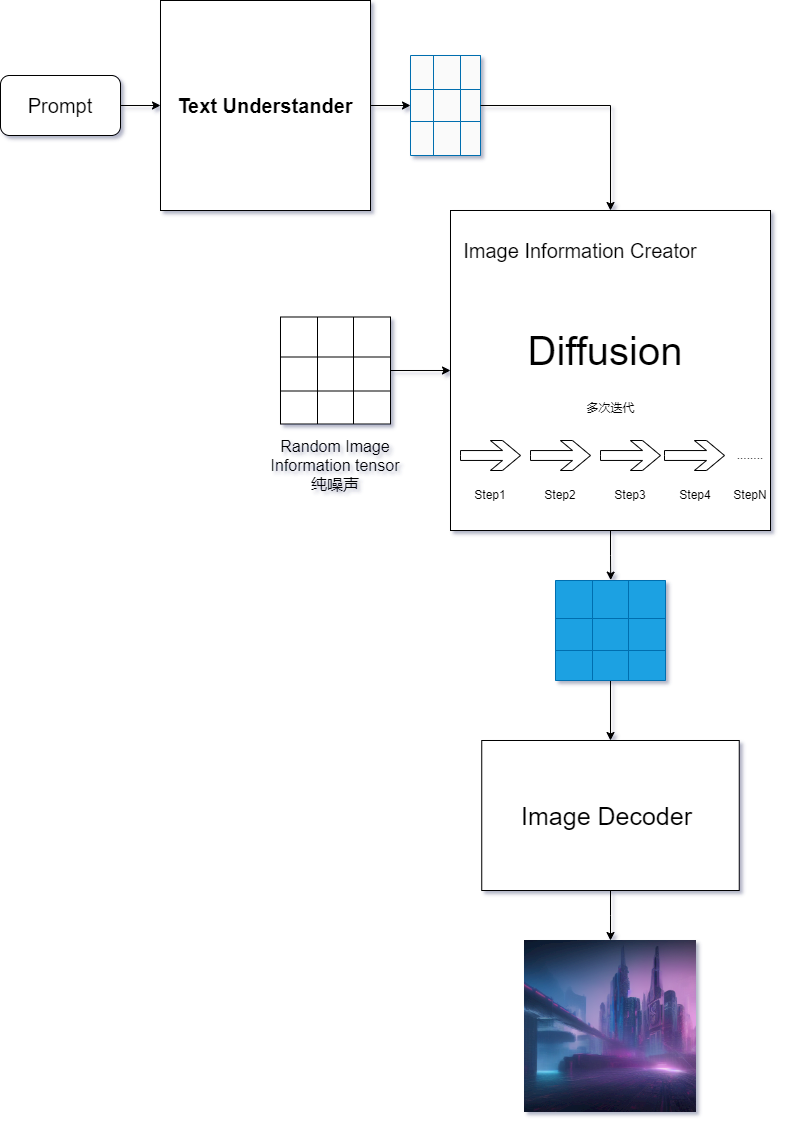 Prompt
Text Understander
Image Information Creator
Diffusion
多次迭代
Random Image
Information tensor
纯噪声
........
Step1
Step2
Step3
Step4
StepN
Image Decoder